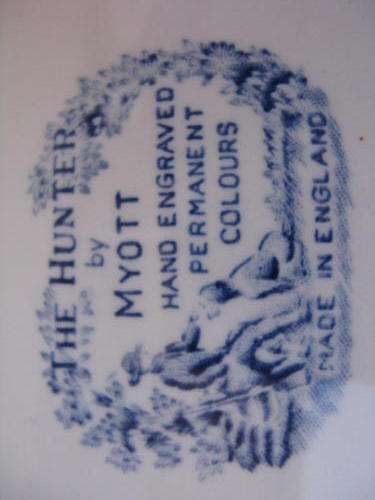 THE HUNTER
by
MYOTT
HAND ENGRAVED
PERMANENT
COLOURS
MADE IN ENGLAND